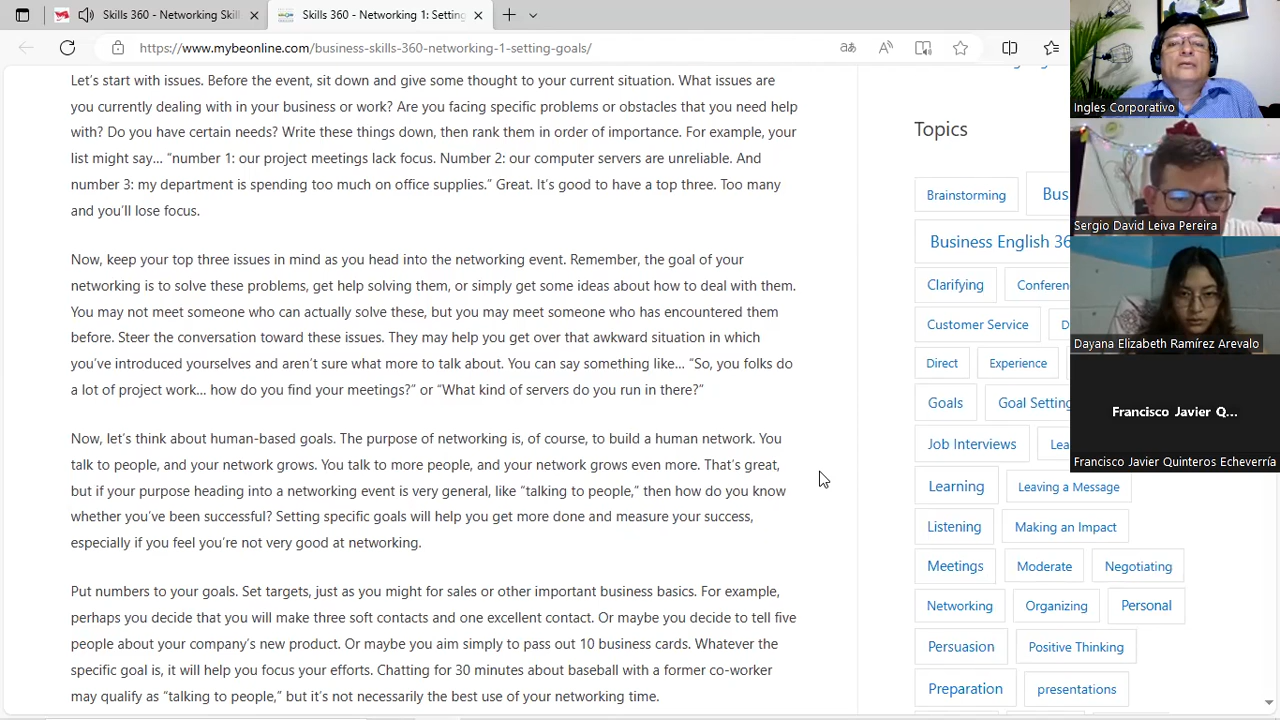 Skills 360 - Networking Skill
Skills 360 - Networking 1: Setting
https://www.mybeonline.com/business-skills-360-networking-1-setting-goals/
Let's start with issues. Before the event, sit down and give some thought to your current situation. What issues are
you currently dealing with in your business or work? Are you facing specific problems or obstacles that you need help
with? Do you have certain needs? Write these things down, then rank them in order of importance. For example, your
list might say… “number 1: our project meetings lack focus. Number 2: our computer servers are unreliable. And
number 3: my department is spending too much on office supplies.” Great. It's good to have a top three. Too many
and you'll lose focus.
Now, keep your top three issues in mind as you head into the networking event. Remember, the goal of your
networking is to solve these problems, get help solving them, or simply get some ideas about how to deal with them.
You may not meet someone who can actually solve these, but you may meet someone who has encountered them
before. Steer the conversation toward these issues. They may help you get over that awkward situation in which
you've introduced yourselves and aren't sure what more to talk about. You can say something like… “So, you folks do
a lot of project work… how do you find your meetings?” or “What kind of servers do you run in there?”
Now, let's think about human-based goals. The purpose of networking is, of course, to build a human network. You
talk to people, and your network grows. You talk to more people, and your network grows even more. That's great,
but if your purpose heading into a networking event is very general, like “talking to people,” then how do you know
whether you've been successful? Setting specific goals will help you get more done and measure your success,
especially if you feel you're not very good at networking.
Put numbers to your goals. Set targets, just as you might for sales or other important business basics. For example,
perhaps you decide that you will make three soft contacts and one excellent contact. Or maybe you decide to tell five
people about your company's new product. Or maybe you aim simply to pass out 10 business cards. Whatever the
specific goal is, it will help you focus your efforts. Chatting for 30 minutes about baseball with a former co-worker
may qualify as “talking to people,” but it's not necessarily the best use of your networking time.
Topics
Brainstorming Bus
Business English 36
Clarifying Conferen
Customer Service D
Direct Experience
Goals Goal Setting
Job Interviews Lea
Learning Leaving a Message
Listening Making an Impact
Meetings Moderate Negotiating
Networking Organizing Personal
Persuasion Positive Thinking
Preparation presentations
Ingles Corporativo
Sergio David Leiva Pereira
Dayana Elizabeth Ramírez Arevalo
Francisco Javier Q...
Francisco Javier Quinteros Echeverría